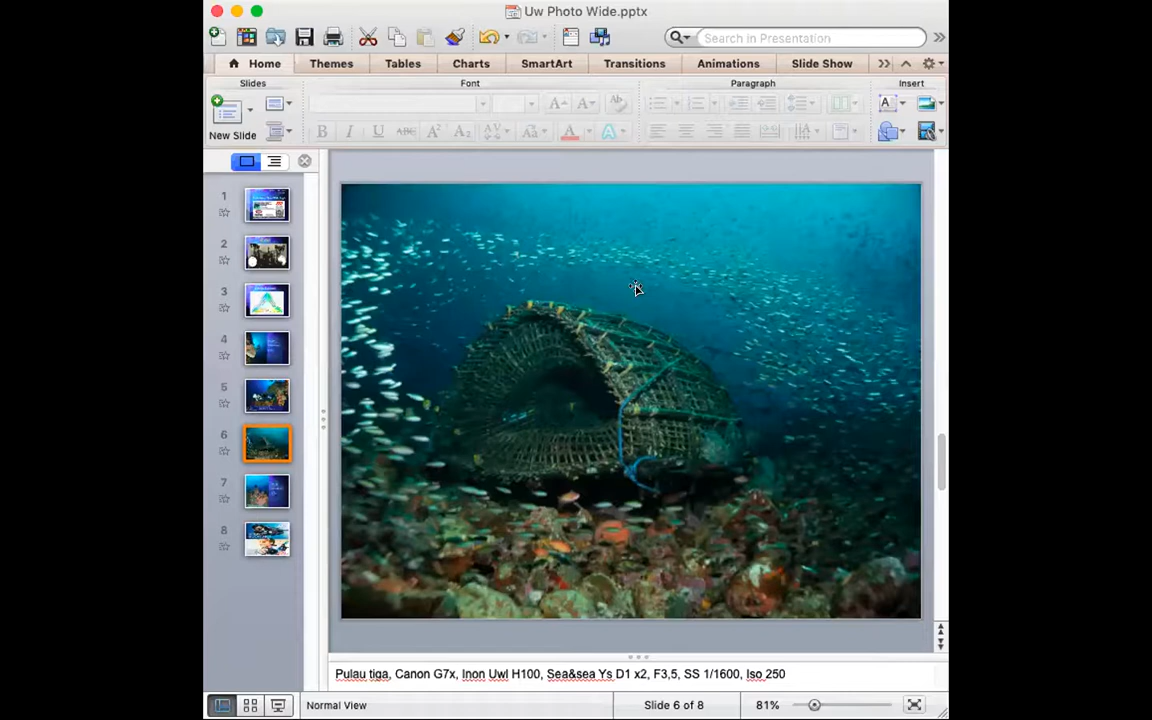 Uw Photo Wide.pptx
Search in Presentation
Home Themes Tables Charts SmartArt Transitions Animations Slide Show
Slides Font Paragraph Insert
New Slide
1
2
3
4
5
6
7
8
Pulau tiga, Canon G7x, Inon Uwl H100, Sea&sea Ys D1 x2, F3,5, SS 1/1600, Iso 250
Normal View Slide 6 of 8 81%